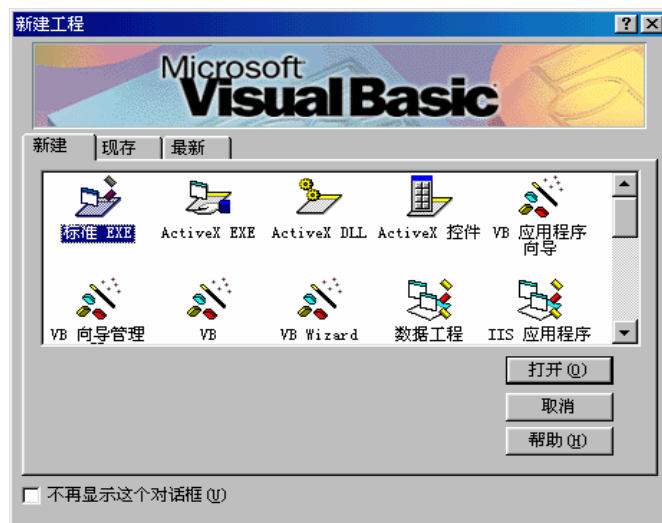 新建工程
Microsoft
Visual Basic
新建 现存 最新
标准 EXE ActiveX EXE ActiveX DLL ActiveX 控件 VB 应用程序
向导
VB 向导管理 VB VB Wizard 数据工程 IIS 应用程序
打开(O)
取消
帮助(H)
不再显示这个对话框(U)